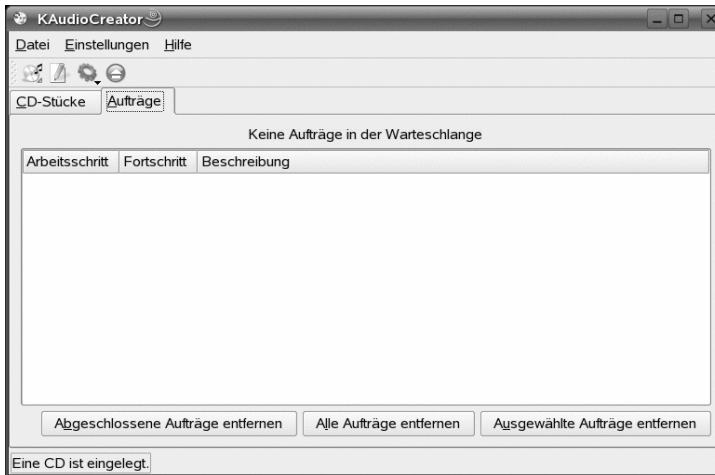 KAudioCreator
Datei Einstellungen Hilfe
CD-Stücke Aufträge
Keine Aufträge in der Warteschlange
Arbeitsschritt Fortschritt Beschreibung
Abgeschlossene Aufträge entfernen Alle Aufträge entfernen Ausgewählte Aufträge entfernen
Eine CD ist eingelegt.